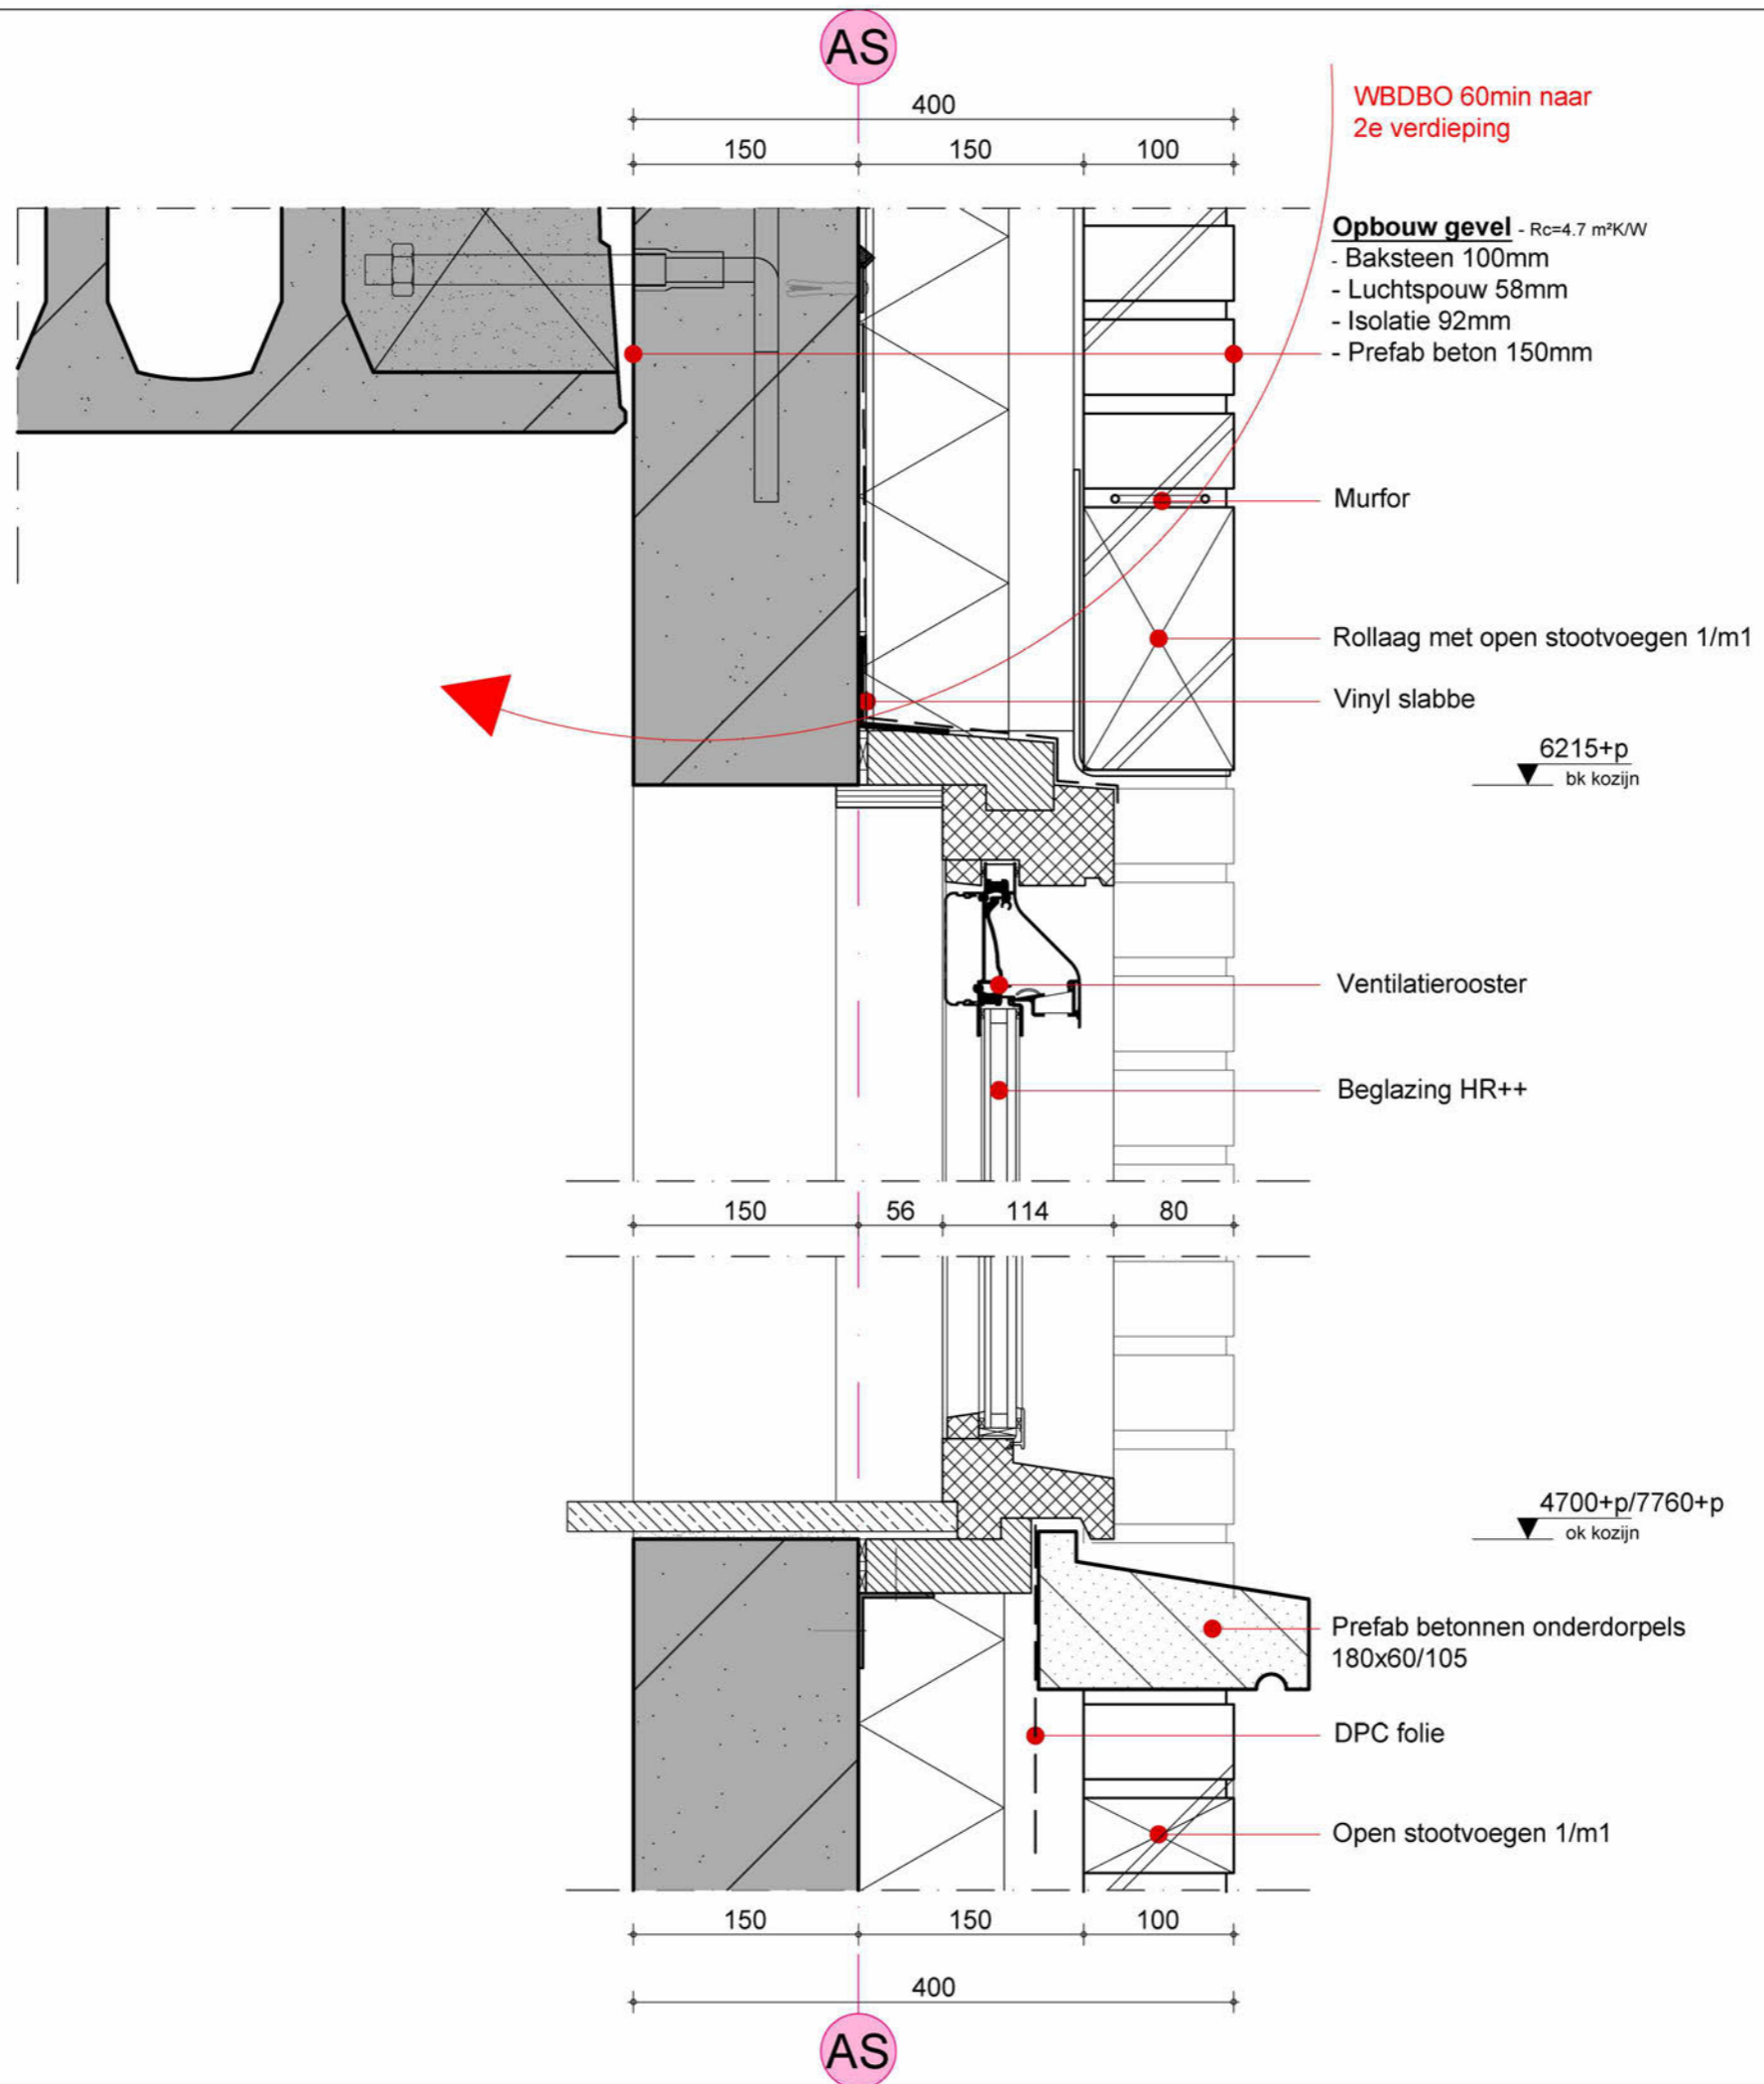 AS
400
150
150
100
WBDBO 60min naar
2e verdieping
Opbouw gevel - Rc=4.7 m²K/W
- Baksteen 100mm
- Luchtspouw 58mm
- Isolatie 92mm
- Prefab beton 150mm
Murfor
Rollaag met open stootvoegen 1/m1
Vinyl slabbe
6215+p
bk kozijn
Ventilatierooster
Beglazing HR++
150
56
114
80
4700+p/7760+p
ok kozijn
Prefab betonnen onderdorpels
180x60/105
DPC folie
Open stootvoegen 1/m1
150
150
100
400
AS